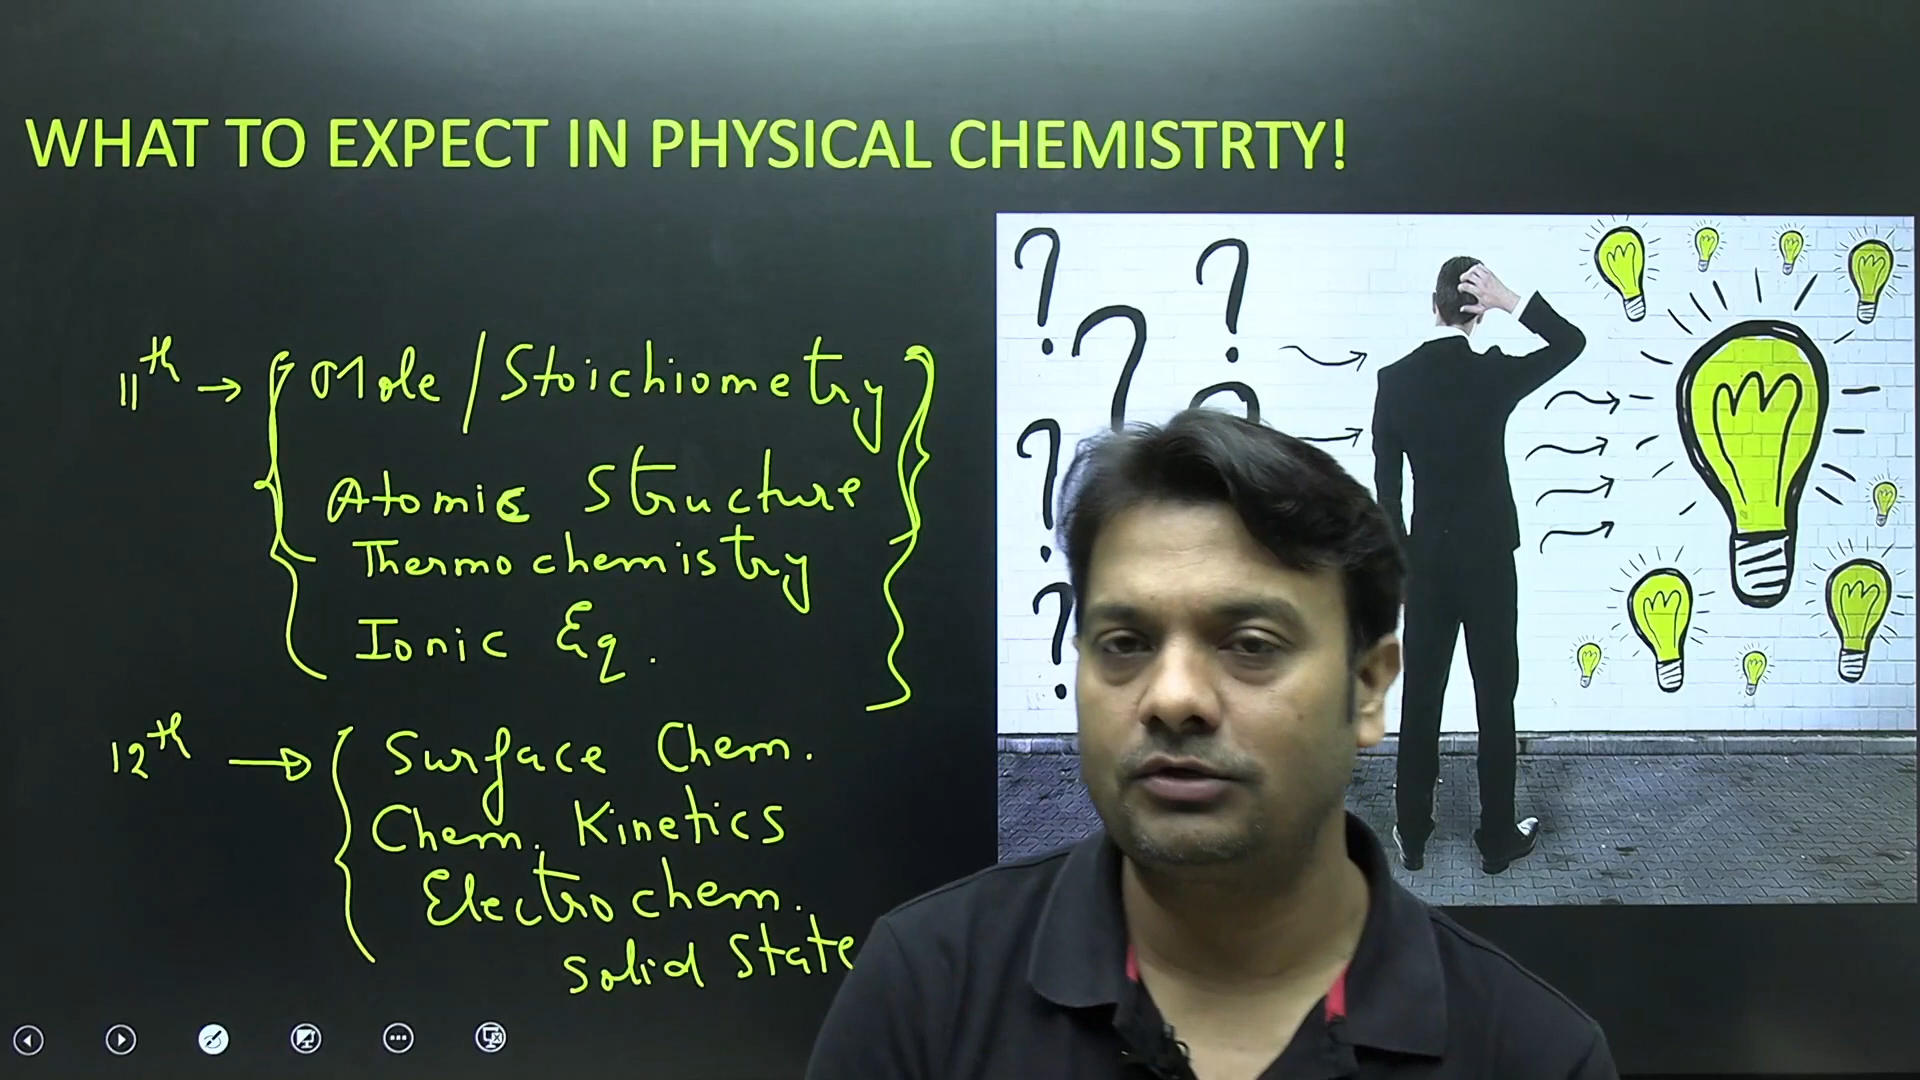 WHAT TO EXPECT IN PHYSICAL CHEMISTRTY!
11th → Mole / Stoichiometry
Atomic Structure
Thermochemistry
Ionic Eq.
12th → Surface Chem.
Chem. Kinetics
Electrochem.
Solid State